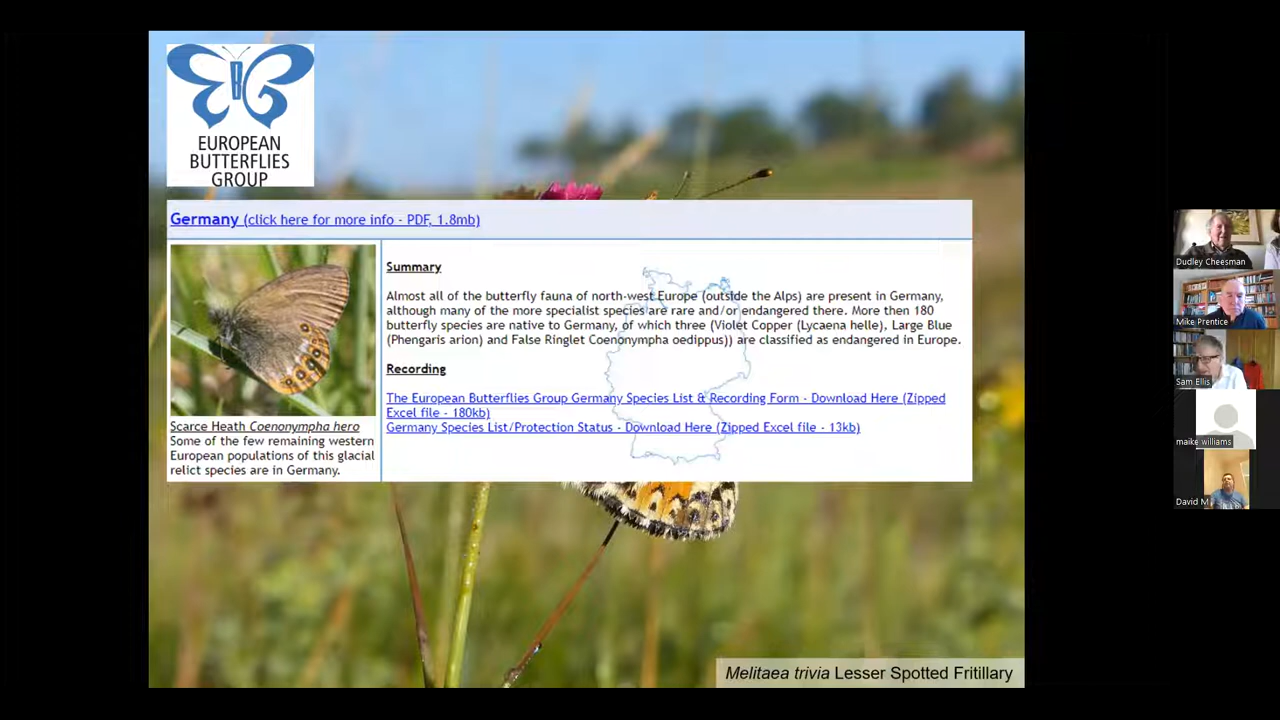 EUROPEAN
BUTTERFLIES
GROUP
Germany (click here for more info - PDF, 1.8mb)
Scarce Heath Coenonympha hero
Some of the few remaining western
European populations of this glacial
relict species are in Germany.
Summary
Almost all of the butterfly fauna of north-west Europe (outside the Alps) are present in Germany,
although many of the more specialist species are rare and/or endangered there. More then 180
butterfly species are native to Germany, of which three (Violet Copper (Lycaena helle), Large Blue
(Phengaris arion) and False Ringlet Coenonympha oedippus)) are classified as endangered in Europe.
Recording
The European Butterflies Group Germany Species List & Recording Form - Download Here (Zipped
Excel file - 180kb)
Germany Species List/Protection Status - Download Here (Zipped Excel file - 13kb)
Melitaea trivia Lesser Spotted Fritillary
Dudley Cheesman
Mike Prentice
Sam Ellis
maike williams
David M